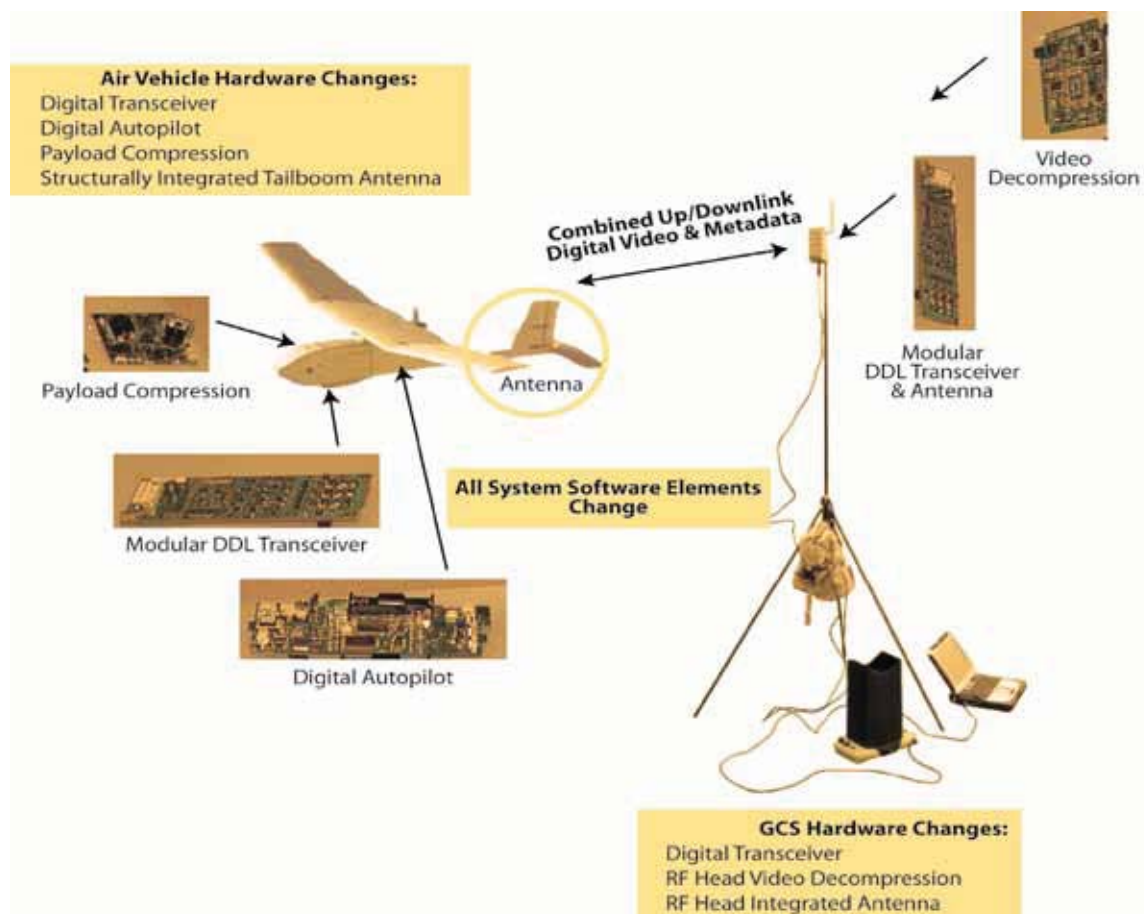 Air Vehicle Hardware Changes:
Digital Transceiver
Digital Autopilot
Payload Compression
Structurally Integrated Tailboom Antenna
Video
Decompression
Combined Up/Downlink
Digital Video & Metadata
Modular
DDL Transceiver
& Antenna
Payload Compression
Antenna
All System Software Elements
Change
Modular DDL Transceiver
Digital Autopilot
GCS Hardware Changes:
Digital Transceiver
RF Head Video Decompression
RF Head Integrated Antenna